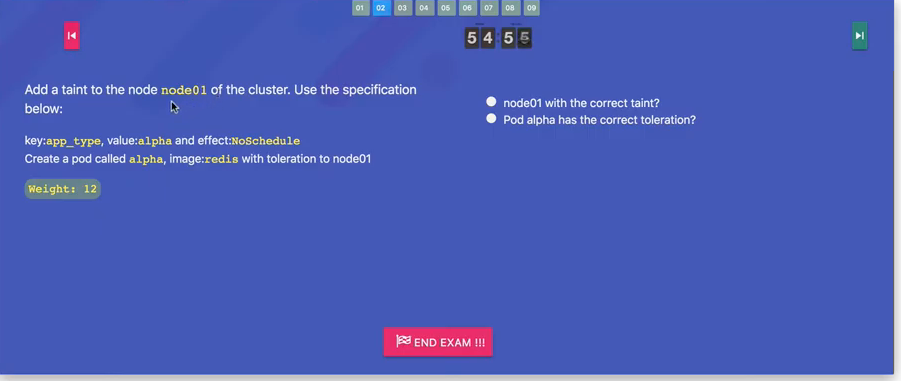 01 02 03 04 05 06 07 08 09
54 55
Add a taint to the node node01 of the cluster. Use the specification
below:
node01 with the correct taint?
Pod alpha has the correct toleration?
key:app_type, value:alpha and effect:NoSchedule
Create a pod called alpha, image:redis with toleration to node01
Weight: 12
END EXAM !!!